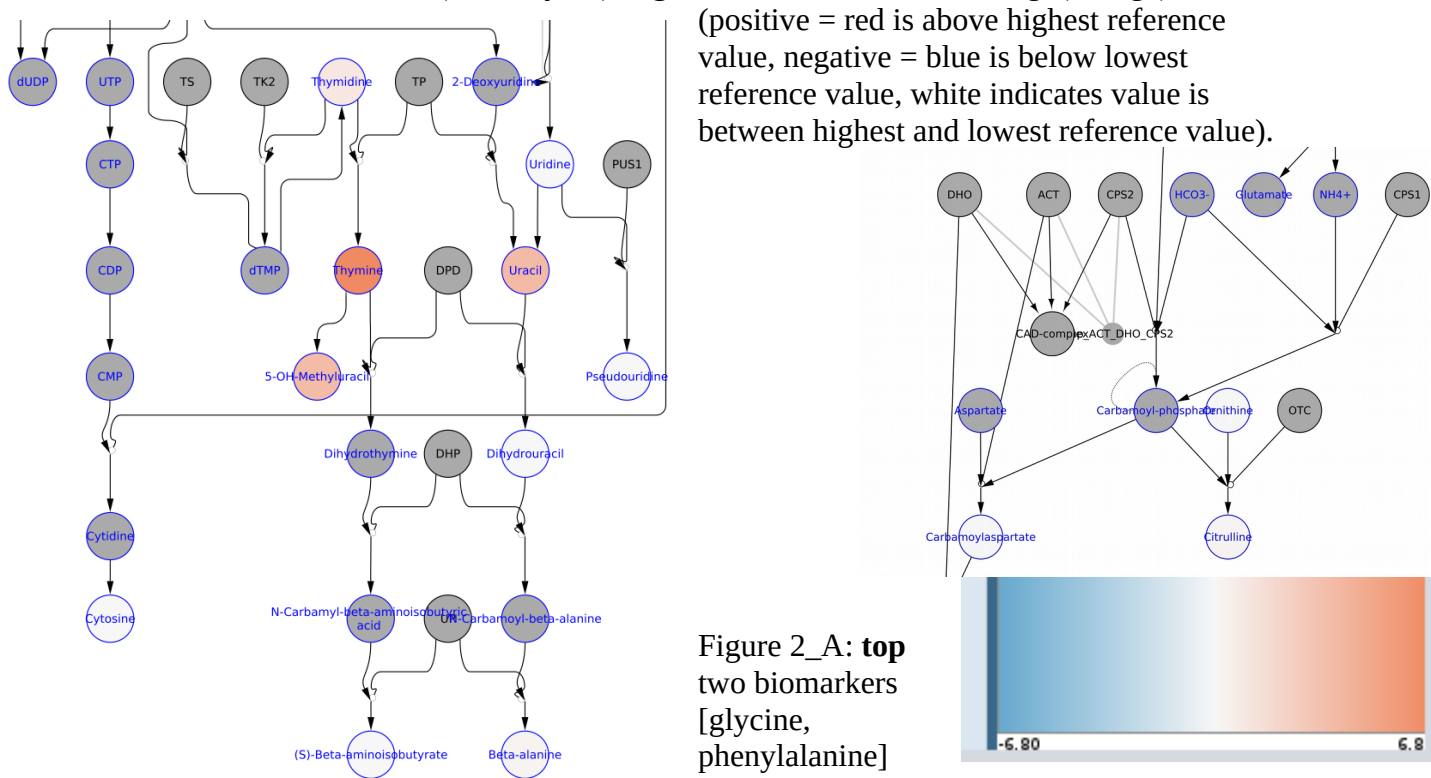 (positive = red is above highest reference
value, negative = blue is below lowest
reference value, white indicates value is
between highest and lowest reference value).
dUDP
UTP
TS
TK2
Thymidine
TP
2-Deoxyuridine
CTP
Uridine
PUS1
CDP
dTMP
Thymine
DPD
Uracil
CMP
5-OH-Methyluracil
Pseudouridine
Dihydrothymine
DHP
Dihydrouracil
Cytidine
Cytosine
N-Carbamyl-beta-aminoisobutyric
acid
N-Carbamoyl-beta-alanine
(S)-Beta-aminoisobutyrate
Beta-alanine
DHO
ACT
CPS2
HCO3-
Glutamate
NH4+
CPS1
CAD-complex
ACT_DHO_CPS2
Aspartate
Carbamoyl-phosphate
Ornithine
OTC
Carbamoylaspartate
Citrulline
Figure 2_A: top
two biomarkers
[glycine,
phenylalanine]
-6.80
6.8